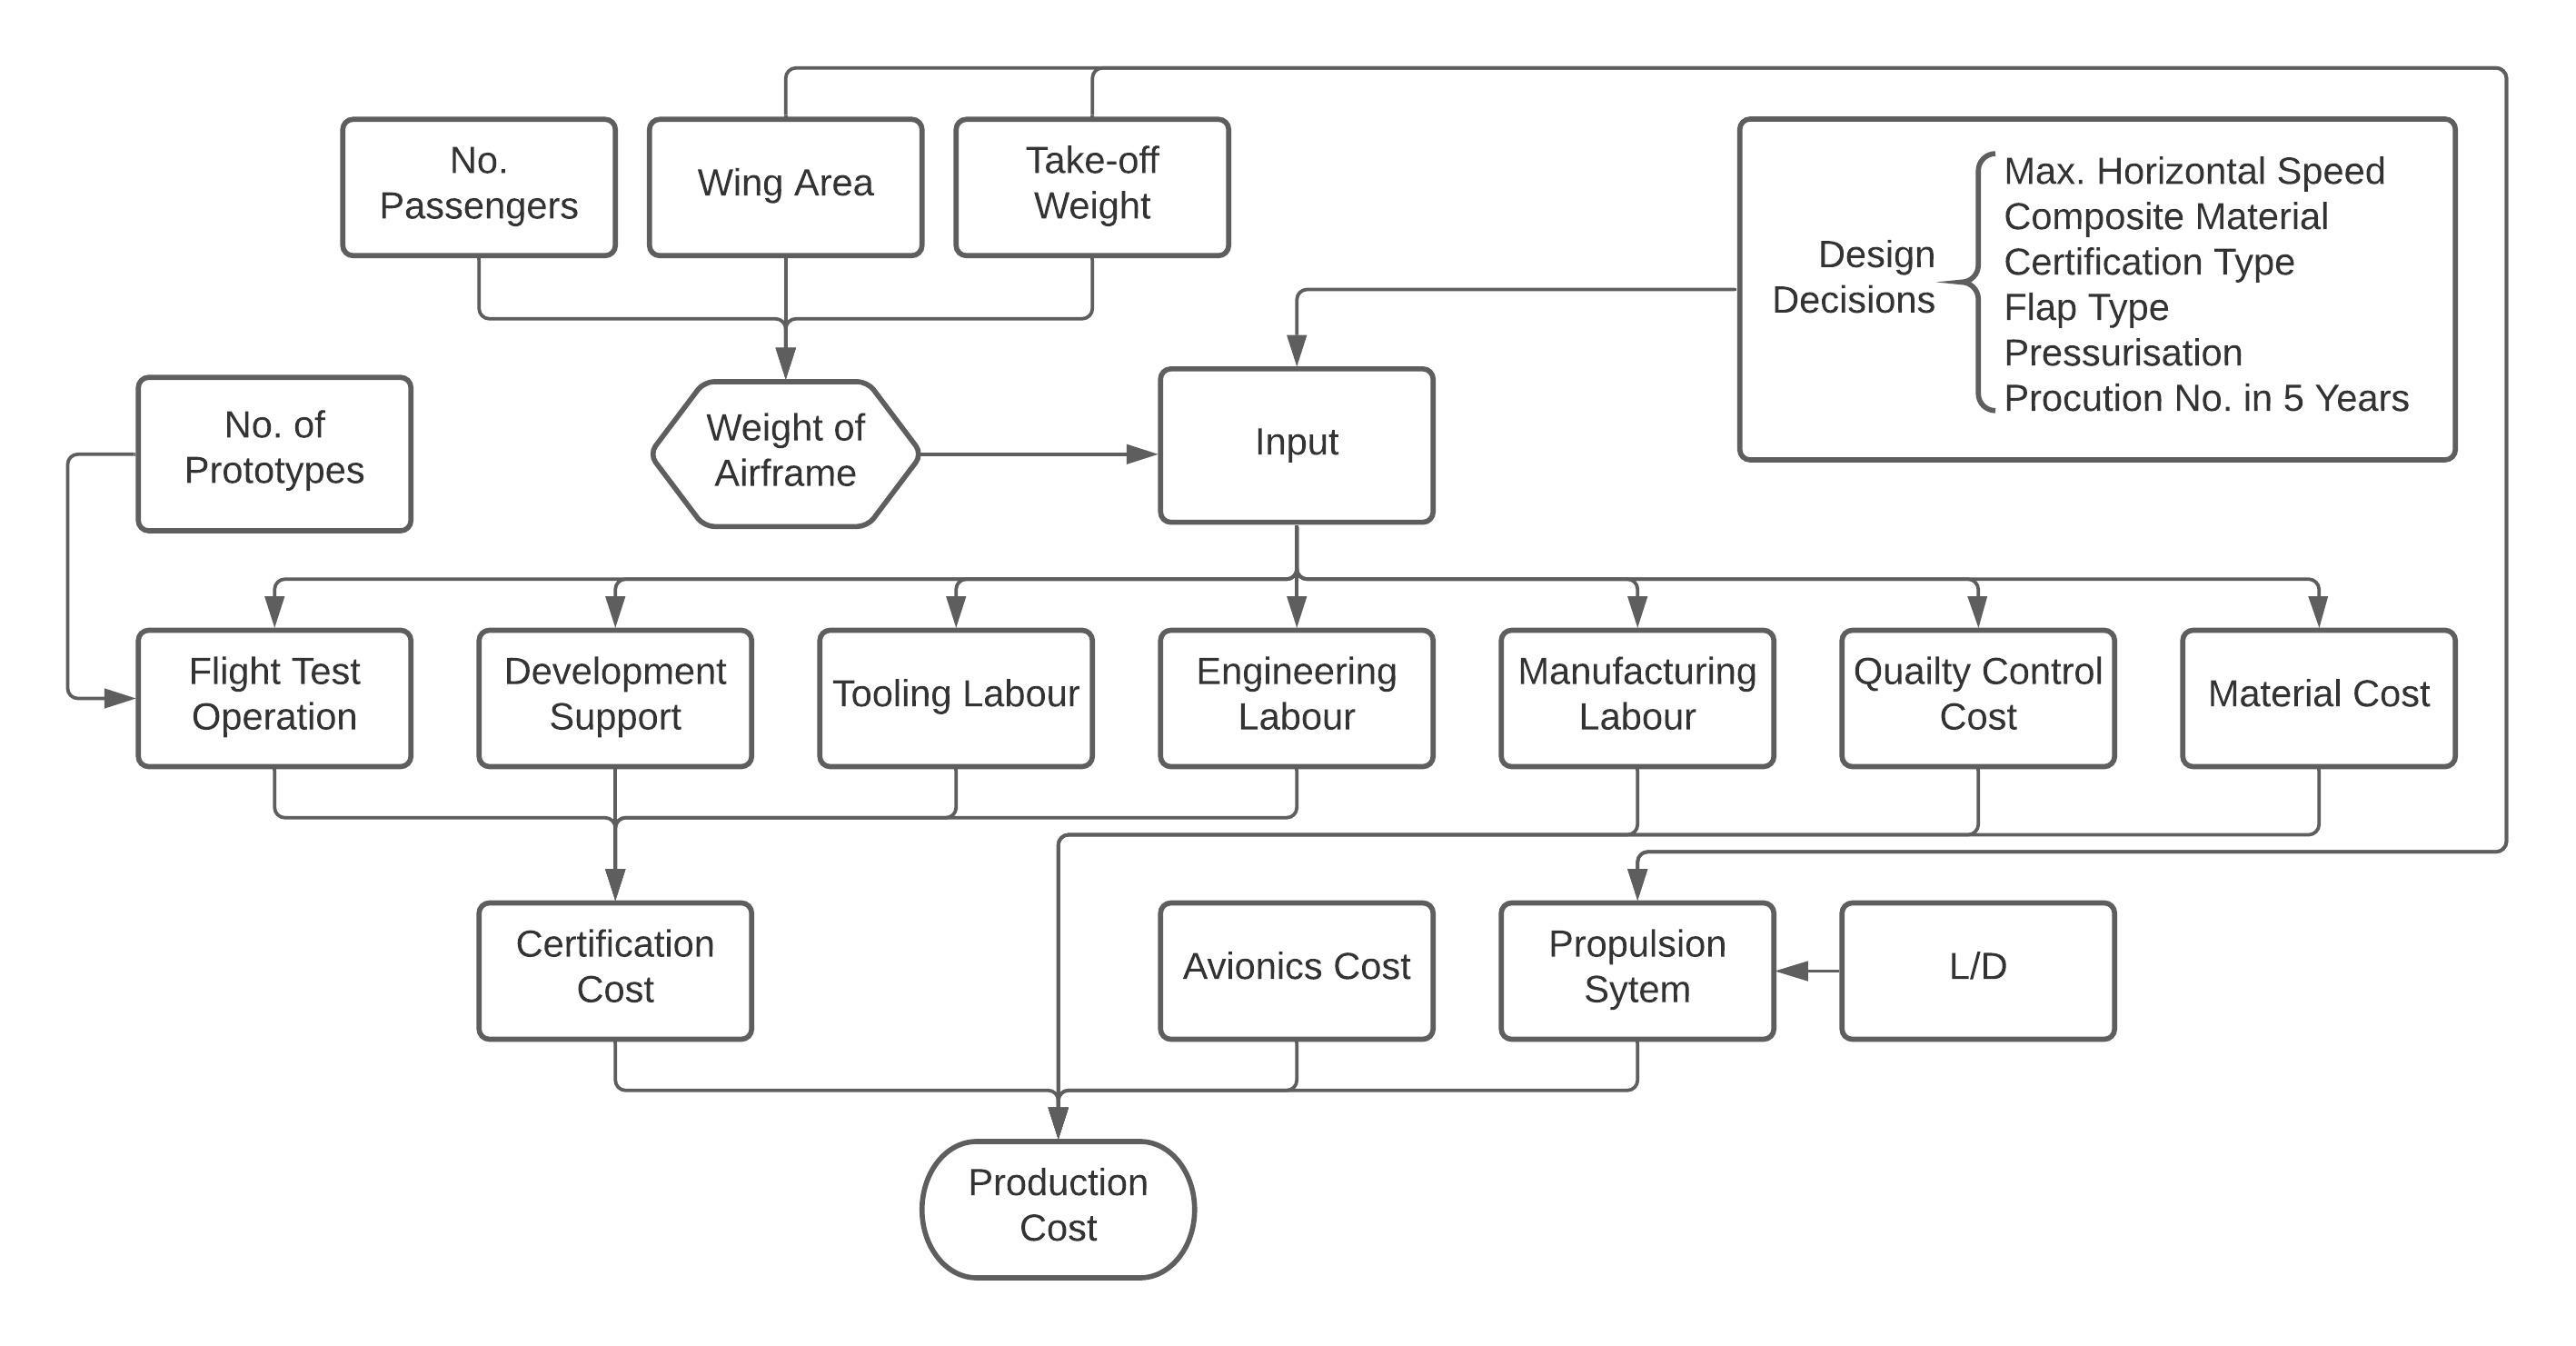 No.
Passengers
Wing Area
Take-off
Weight
Design
Decisions
Max. Horizontal Speed
Composite Material
Certification Type
Flap Type
Pressurisation
Procution No. in 5 Years
No. of
Prototypes
Weight of
Airframe
Input
Flight Test
Operation
Development
Support
Tooling Labour
Engineering
Labour
Manufacturing
Labour
Quailty Control
Cost
Material Cost
Certification
Cost
Avionics Cost
Propulsion
Sytem
L/D
Production
Cost